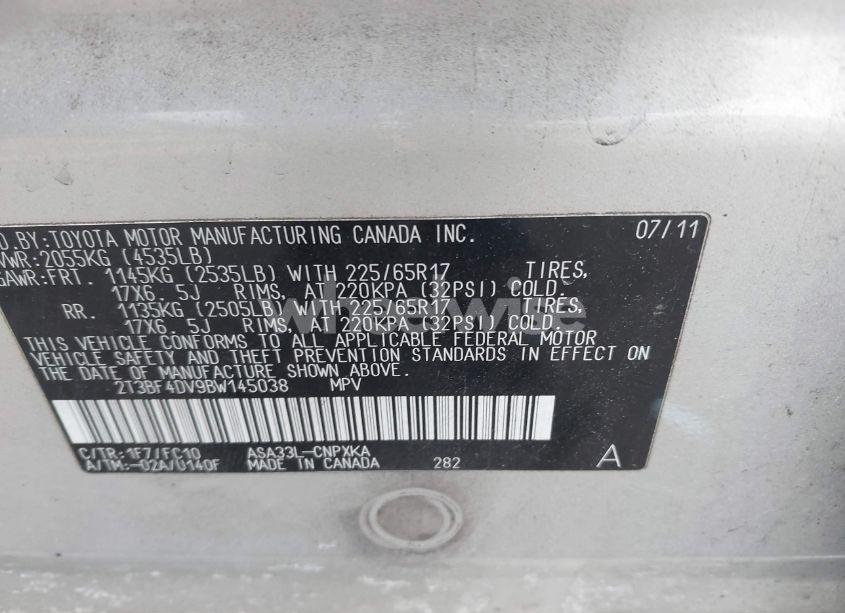 D.BY:TOYOTA MOTOR MANUFACTURING CANADA INC. 07/11
VWR:2055KG (4535LB)
GAWR:FRT. 1145KG (2535LB) WITH 225/65R17 TIRES,
17X6.5J RIMS, AT 220KPA (32PSI) COLD.
RR. 1135KG (2505LB) WITH 225/65R17 TIRES,
17X6.5J RIMS, AT 220KPA (32PSI) COLD.
THIS VEHICLE CONFORMS TO ALL APPLICABLE FEDERAL MOTOR
VEHICLE SAFETY AND THEFT PREVENTION STANDARDS IN EFFECT ON
THE DATE OF MANUFACTURE SHOWN ABOVE.
2T3BF4DV9BW145038 MPV
C/TR:1F7/FC10 ASA33L-CNPXKA
A/TM:-02A/U140F MADE IN CANADA 282 A